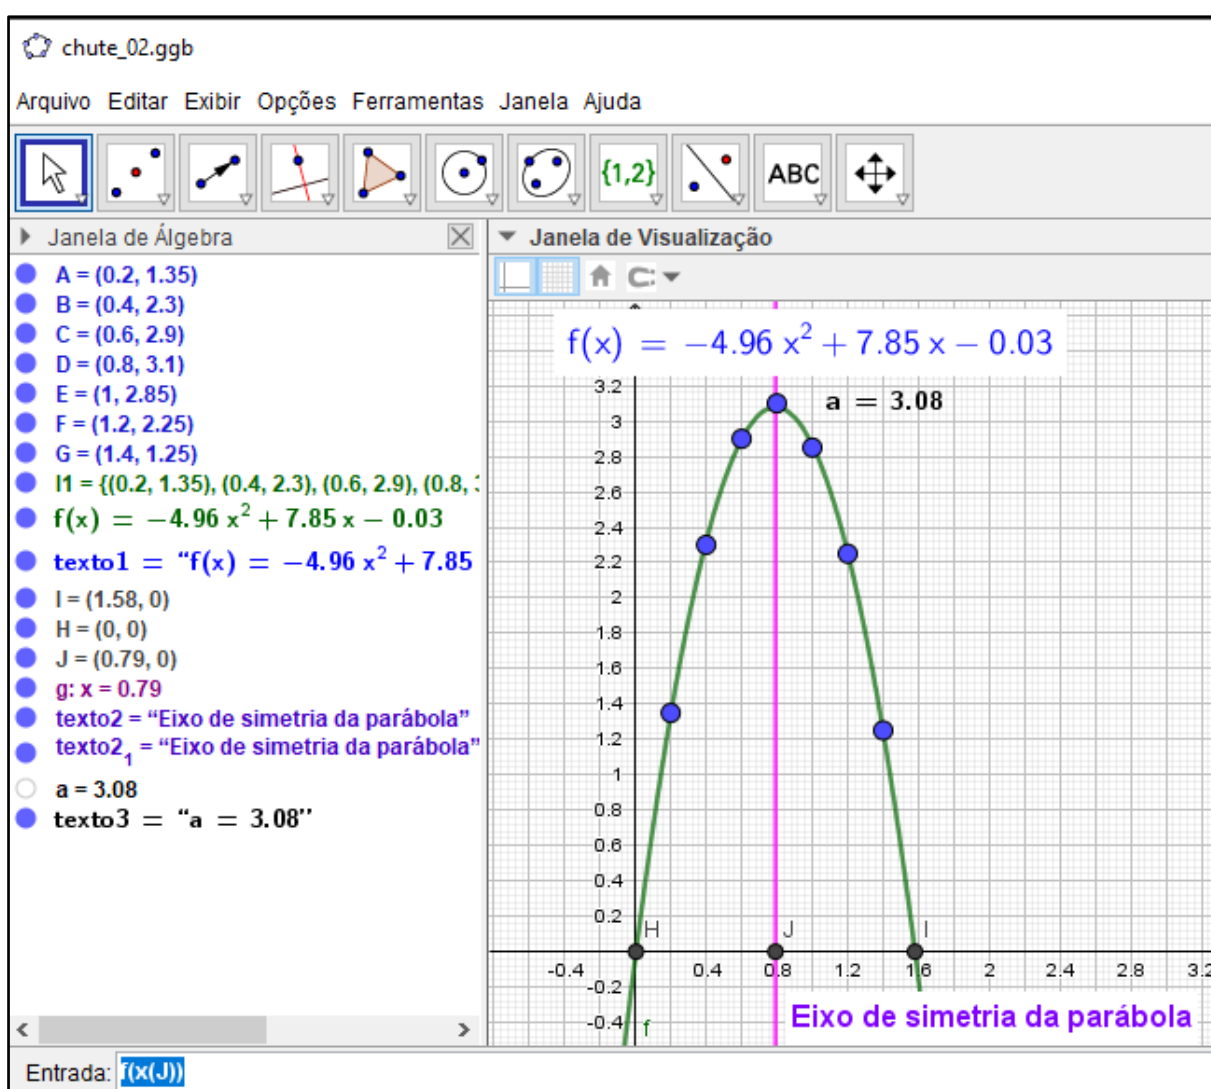 chute_02.ggb
Arquivo Editar Exibir Opções Ferramentas Janela Ajuda
{1,2} ABC
Janela de Álgebra
A = (0.2, 1.35)
B = (0.4, 2.3)
C = (0.6, 2.9)
D = (0.8, 3.1)
E = (1, 2.85)
F = (1.2, 2.25)
G = (1.4, 1.25)
l1 = {(0.2, 1.35), (0.4, 2.3), (0.6, 2.9), (0.8, 3
f(x) = −4.96 x² + 7.85 x − 0.03
texto1 = “f(x) = −4.96 x² + 7.85
I = (1.58, 0)
H = (0, 0)
J = (0.79, 0)
g: x = 0.79
texto2 = “Eixo de simetria da parábola”
texto2₁ = “Eixo de simetria da parábola”
a = 3.08
texto3 = “a = 3.08”
Janela de Visualização
f(x) = −4.96 x² + 7.85 x − 0.03
a = 3.08
3.2
3
2.8
2.6
2.4
2.2
2
1.8
1.6
1.4
1.2
1
0.8
0.6
0.4
0.2
H J I
-0.4 0.4 0.8 1.2 1.6 2 2.4 2.8 3.2
-0.2
-0.4
f
Eixo de simetria da parábola
Entrada: f(x(J))